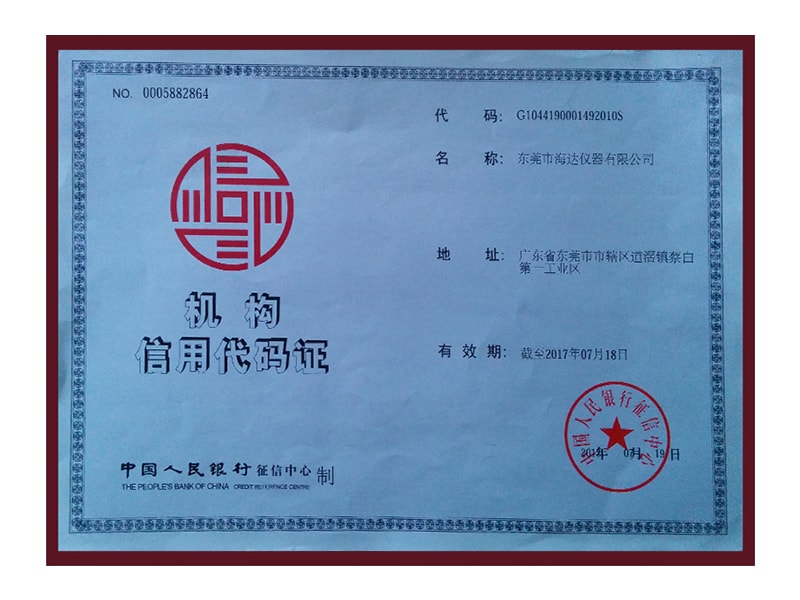 NO. 0005882864
机 构
信用代码证
中国人民银行征信中心 制
THE PEOPLE'S BANK OF CHINA CREDIT REFERENCE CENTRE
代 码: G1044190001492010S
名 称: 东莞市海达仪器有限公司
地 址: 广东省东莞市市辖区道滘镇蔡白
第一工业区
有 效 期: 截至2017年07月18日
中国人民银行征信中心
年 07月 19日